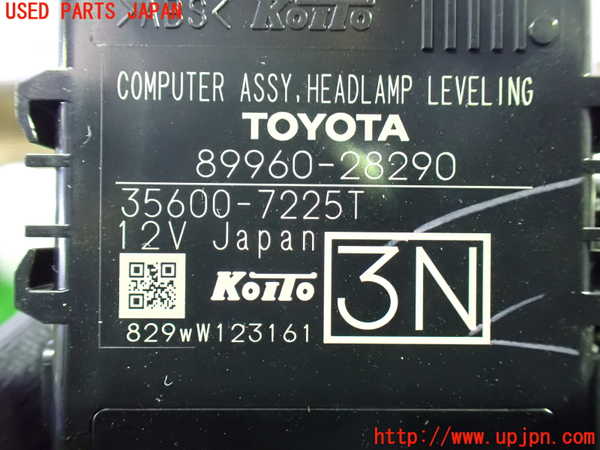 USED PARTS JAPAN
>ABS< KOITO
COMPUTER ASSY, HEADLAMP LEVELING
TOYOTA
89960-28290
35600-7225T
12V Japan
KOITO
3N
829wW123161
http://www.upjpn.com